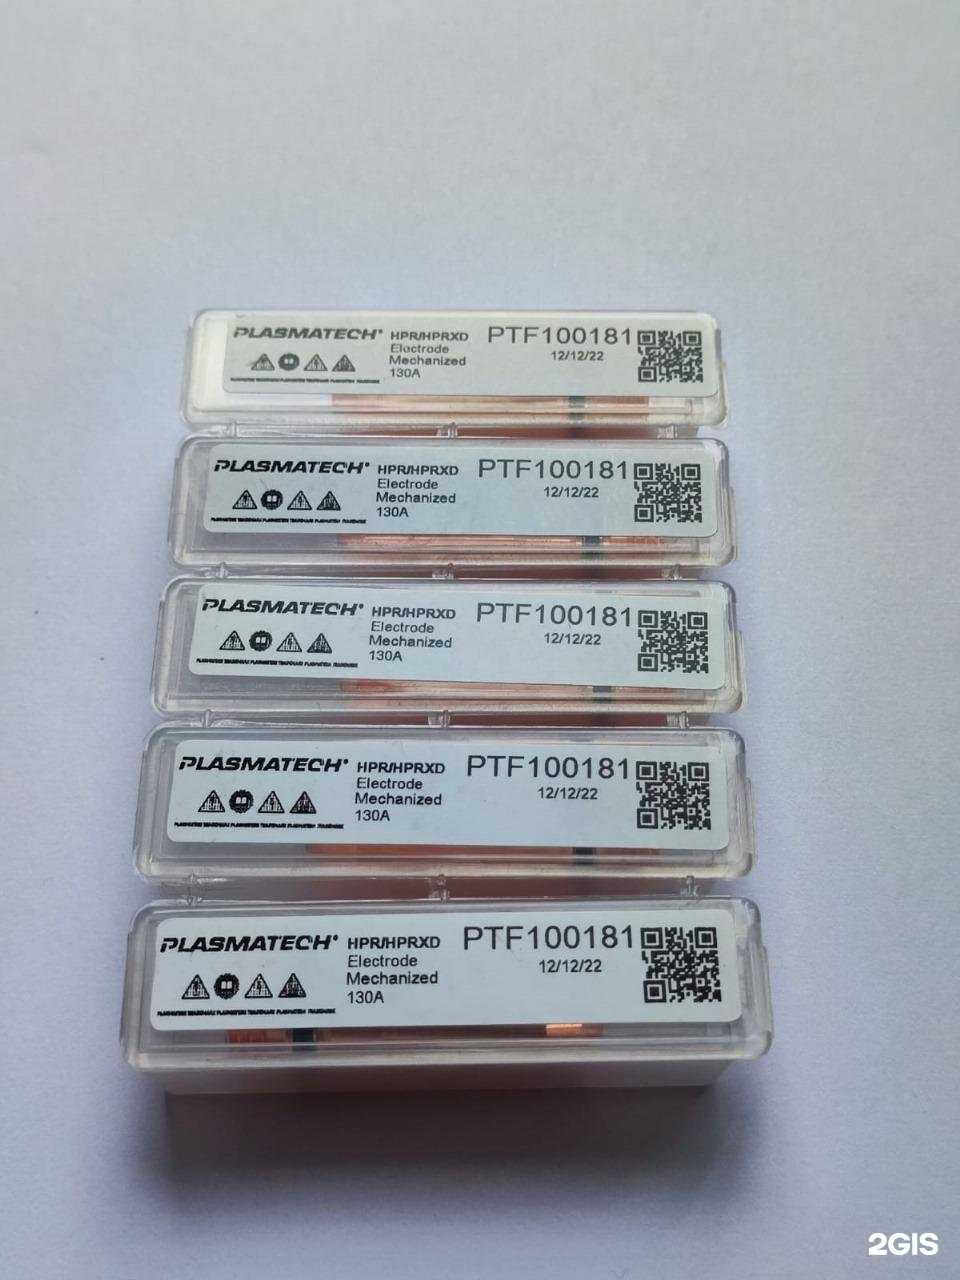 PLASMATECH® HPR/HPRXD PTF100181
Electrode 12/12/22
Mechanized
130A
PLASMATECH® HPR/HPRXD PTF100181
Electrode 12/12/22
Mechanized
130A
PLASMATECH® HPR/HPRXD PTF100181
Electrode 12/12/22
Mechanized
130A
PLASMATECH® HPR/HPRXD PTF100181
Electrode 12/12/22
Mechanized
130A
PLASMATECH® HPR/HPRXD PTF100181
Electrode 12/12/22
Mechanized
130A
2GIS